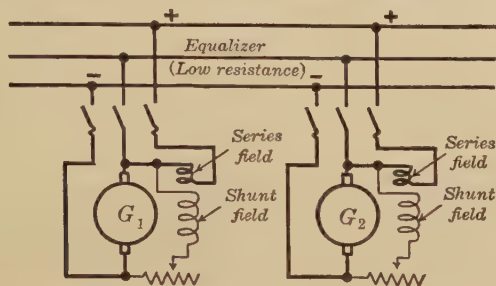 + +
Equalizer
(Low resistance)
- -
Series
field
Shunt
field
G1
Series
field
Shunt
field
G2